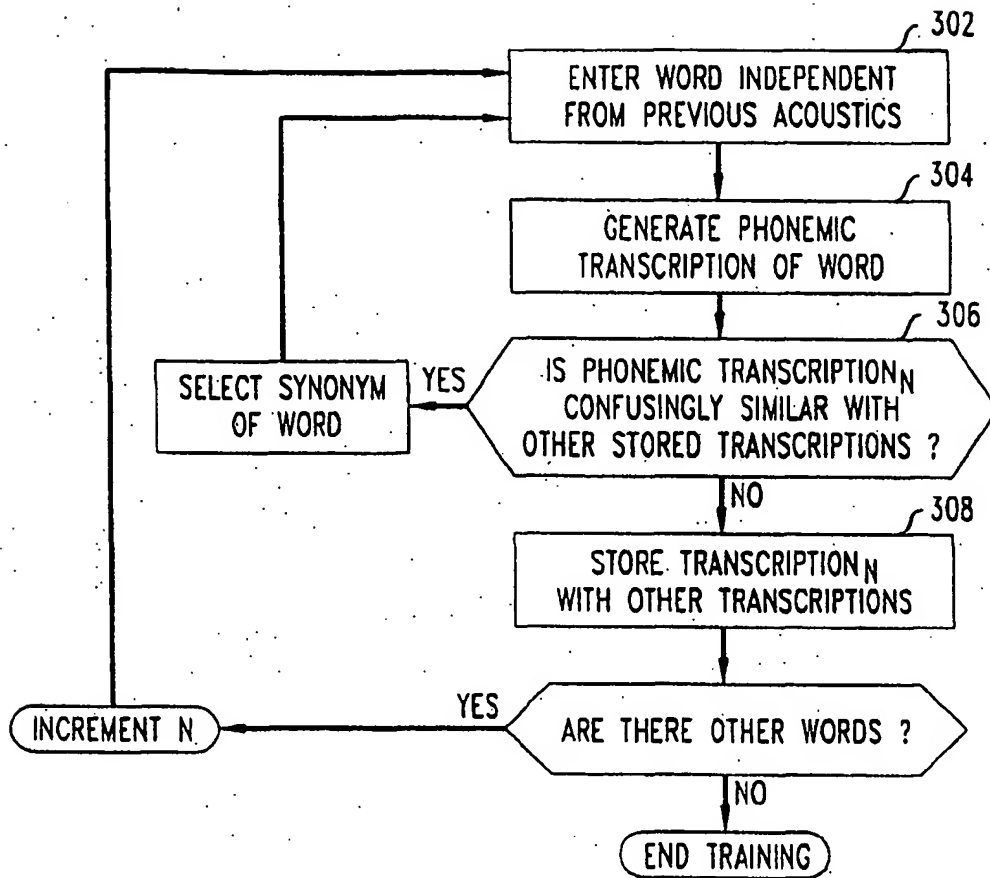 302
ENTER WORD INDEPENDENT
FROM PREVIOUS ACOUSTICS
304
GENERATE PHONEMIC
TRANSCRIPTION OF WORD
306
IS PHONEMIC TRANSCRIPTIONN
CONFUSINGLY SIMILAR WITH
OTHER STORED TRANSCRIPTIONS ?
YES
SELECT SYNONYM
OF WORD
NO
308
STORE TRANSCRIPTIONN
WITH OTHER TRANSCRIPTIONS
YES
INCREMENT N
ARE THERE OTHER WORDS ?
NO
END TRAINING